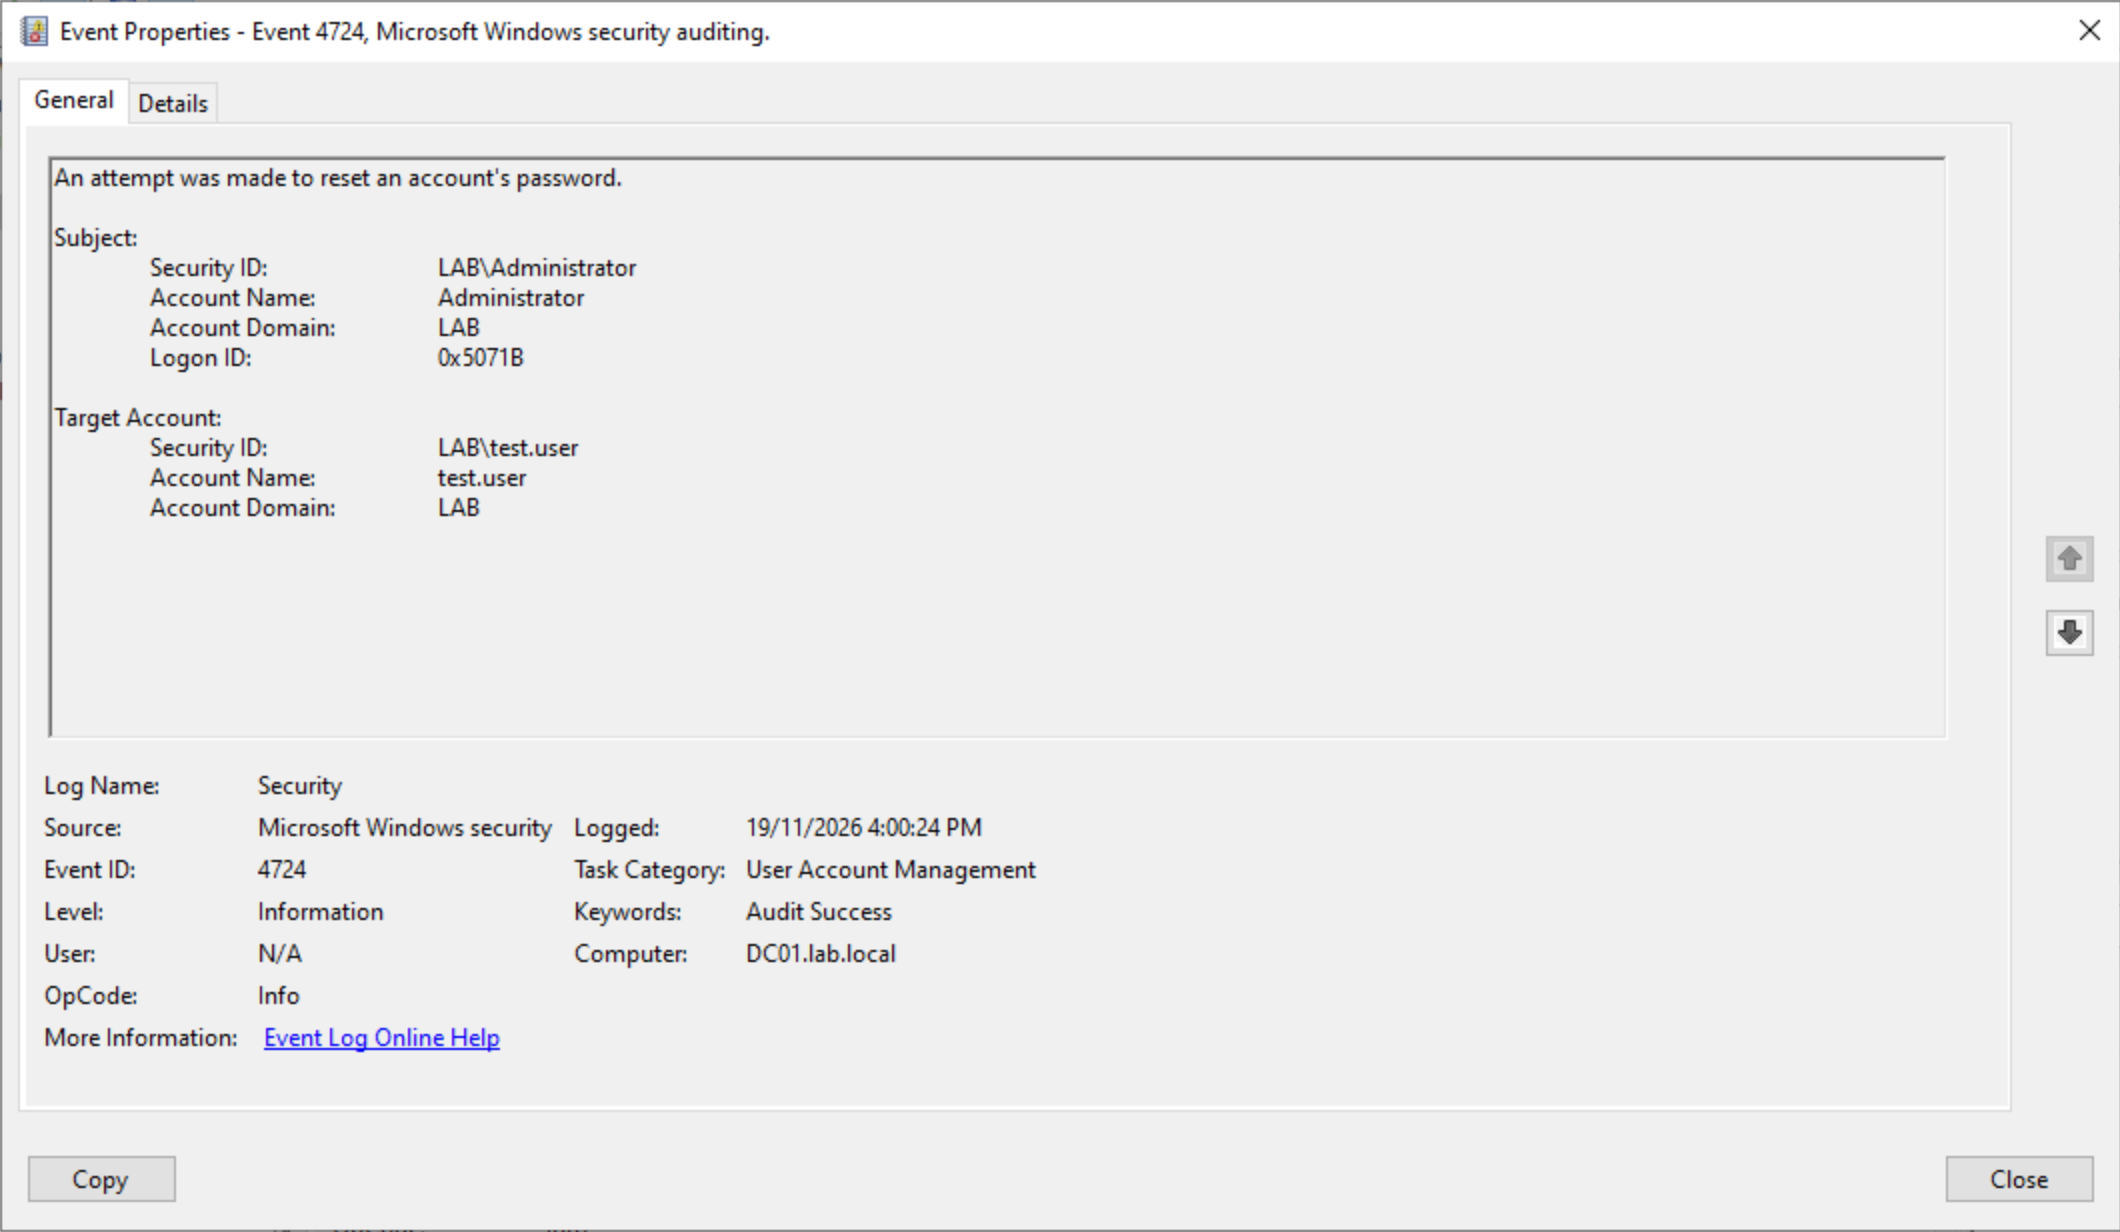 Event Properties - Event 4724, Microsoft Windows security auditing.
General Details
An attempt was made to reset an account's password.
Subject:
Security ID: LAB\Administrator
Account Name: Administrator
Account Domain: LAB
Logon ID: 0x5071B
Target Account:
Security ID: LAB\test.user
Account Name: test.user
Account Domain: LAB
Log Name: Security
Source: Microsoft Windows security Logged: 19/11/2026 4:00:24 PM
Event ID: 4724 Task Category: User Account Management
Level: Information Keywords: Audit Success
User: N/A Computer: DC01.lab.local
OpCode: Info
More Information: Event Log Online Help
Copy Close